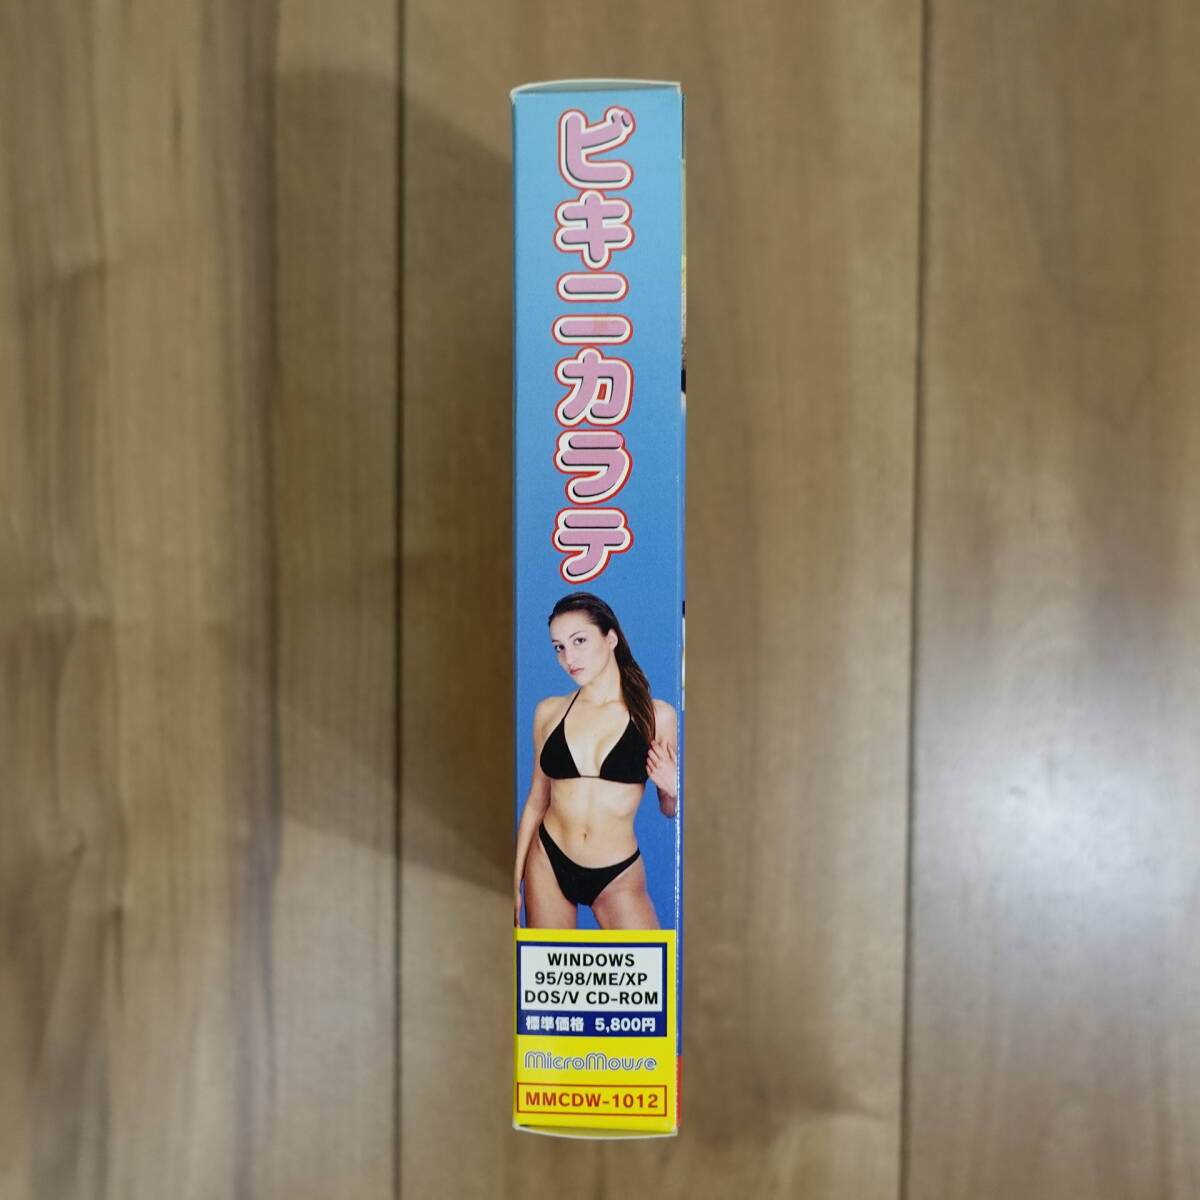 ビキニカラテ
WINDOWS
95/98/ME/XP
DOS/V CD-ROM
標準価格 5,800円
MicroMouse
MMCDW-1012